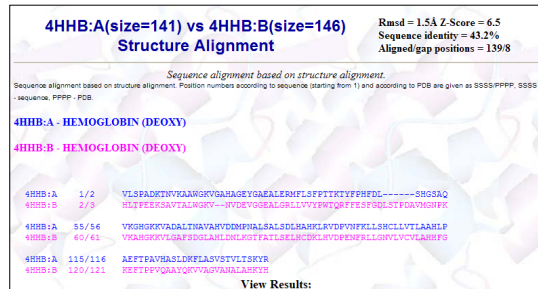 4HHB:A(size=141) vs 4HHB:B(size=146)
Structure Alignment
Rmsd = 1.5Å Z-Score = 6.5
Sequence identity = 43.2%
Aligned/gap positions = 139/8
Sequence alignment based on structure alignment.
Sequence alignment based on structure alignment. Position numbers according to sequence (starting from 1) and according to PDB are given as SSSS/PPPP, SSSS
- sequence, PPPP - PDB.
4HHB:A - HEMOGLOBIN (DEOXY)
4HHB:B - HEMOGLOBIN (DEOXY)
4HHB:A 1/2 VLSPADKTNVKAAWGKVGAHAGEYGAEALERMFLSFPTTKTYFPHFDL------SHGSAQ
4HHB:B 2/3 HLTPEEKSAVTALWGKV--NVDEVGGEALGRLLVVYPWTQRFFESFGDLSTPDAVMGNPK
4HHB:A 55/56 VKGHGKKVADALTNAVAHVDDMPNALSALSDLHAHKLRVDPVNFKLLSHCLLVTLAAHLP
4HHB:B 60/61 VKAHGKKVLGAFSDGLAHLDNLKGTFATLSELHCDKLHVDPENFRLLGNVLVCVLAHHFG
4HHB:A 115/116 AEFTPAVHASLDKFLASVSTVLTSKYR
4HHB:B 120/121 KEFTPPVQAAYQKVVAGVANALAHKYH
View Results: